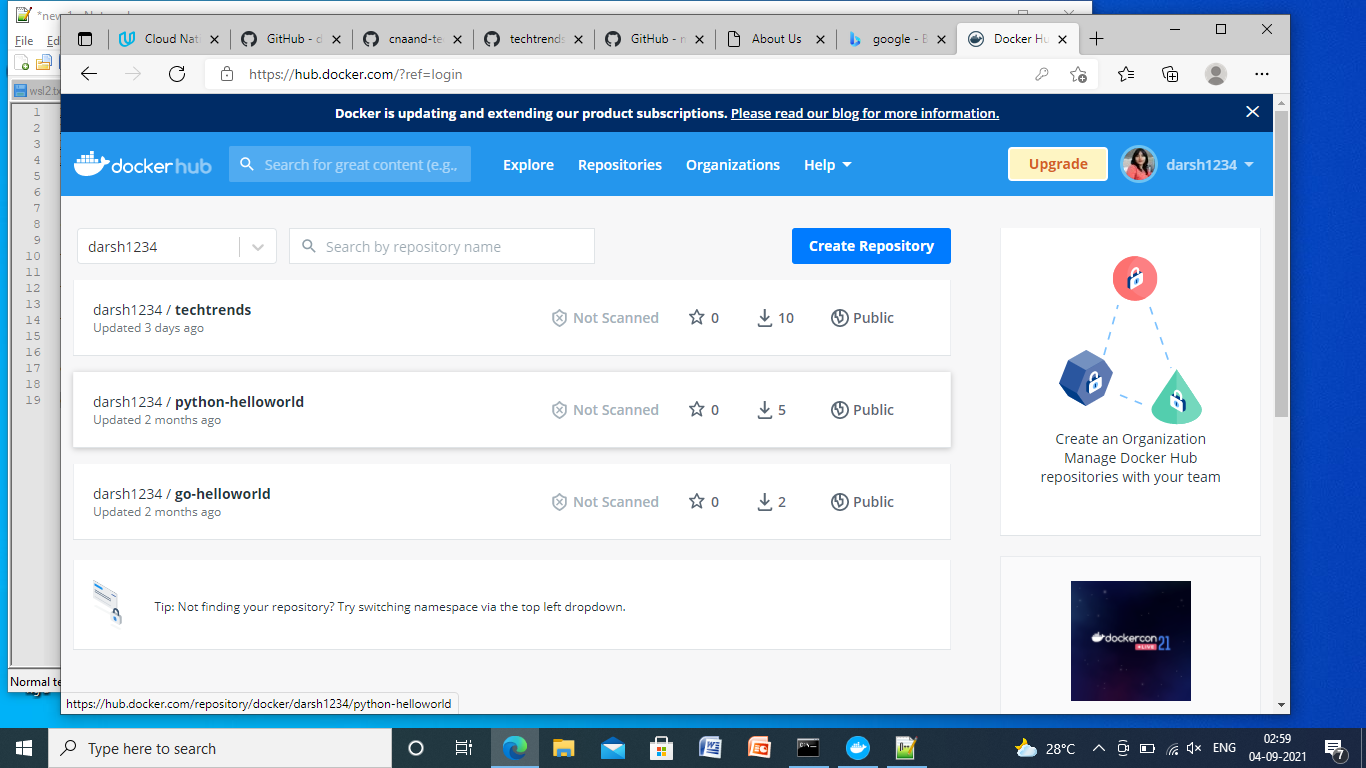 *new 1 - Notep
File Ed
wsl2.tx
1
2
3
4
5
6
7
8
9
10
11
12
13
14
15
16
17
18
19
Normal te
Cloud Nati
GitHub - d
cnaand-te
techtrends
GitHub - n
About Us
google - B
Docker Hu
https://hub.docker.com/?ref=login
Docker is updating and extending our product subscriptions. Please read our blog for more information.
dockerhub
Search for great content (e.g.,
Explore
Repositories
Organizations
Help
Upgrade
darsh1234
darsh1234
Search by repository name
Create Repository
darsh1234 / techtrends
Updated 3 days ago
Not Scanned
0
10
Public
darsh1234 / python-helloworld
Updated 2 months ago
Not Scanned
0
5
Public
darsh1234 / go-helloworld
Updated 2 months ago
Not Scanned
0
2
Public
Tip: Not finding your repository? Try switching namespace via the top left dropdown.
Create an Organization
Manage Docker Hub
repositories with your team
dockercon
LIVE 21
https://hub.docker.com/repository/docker/darsh1234/python-helloworld
Type here to search
28°C
ENG
02:59
04-09-2021
7